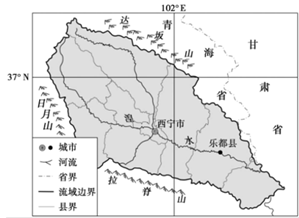 102°E
达坂山
青海省
甘肃省
37°N
日月山
湟水
西宁市
乐都县
拉脊山
城市
河流
省界
流域边界
县界